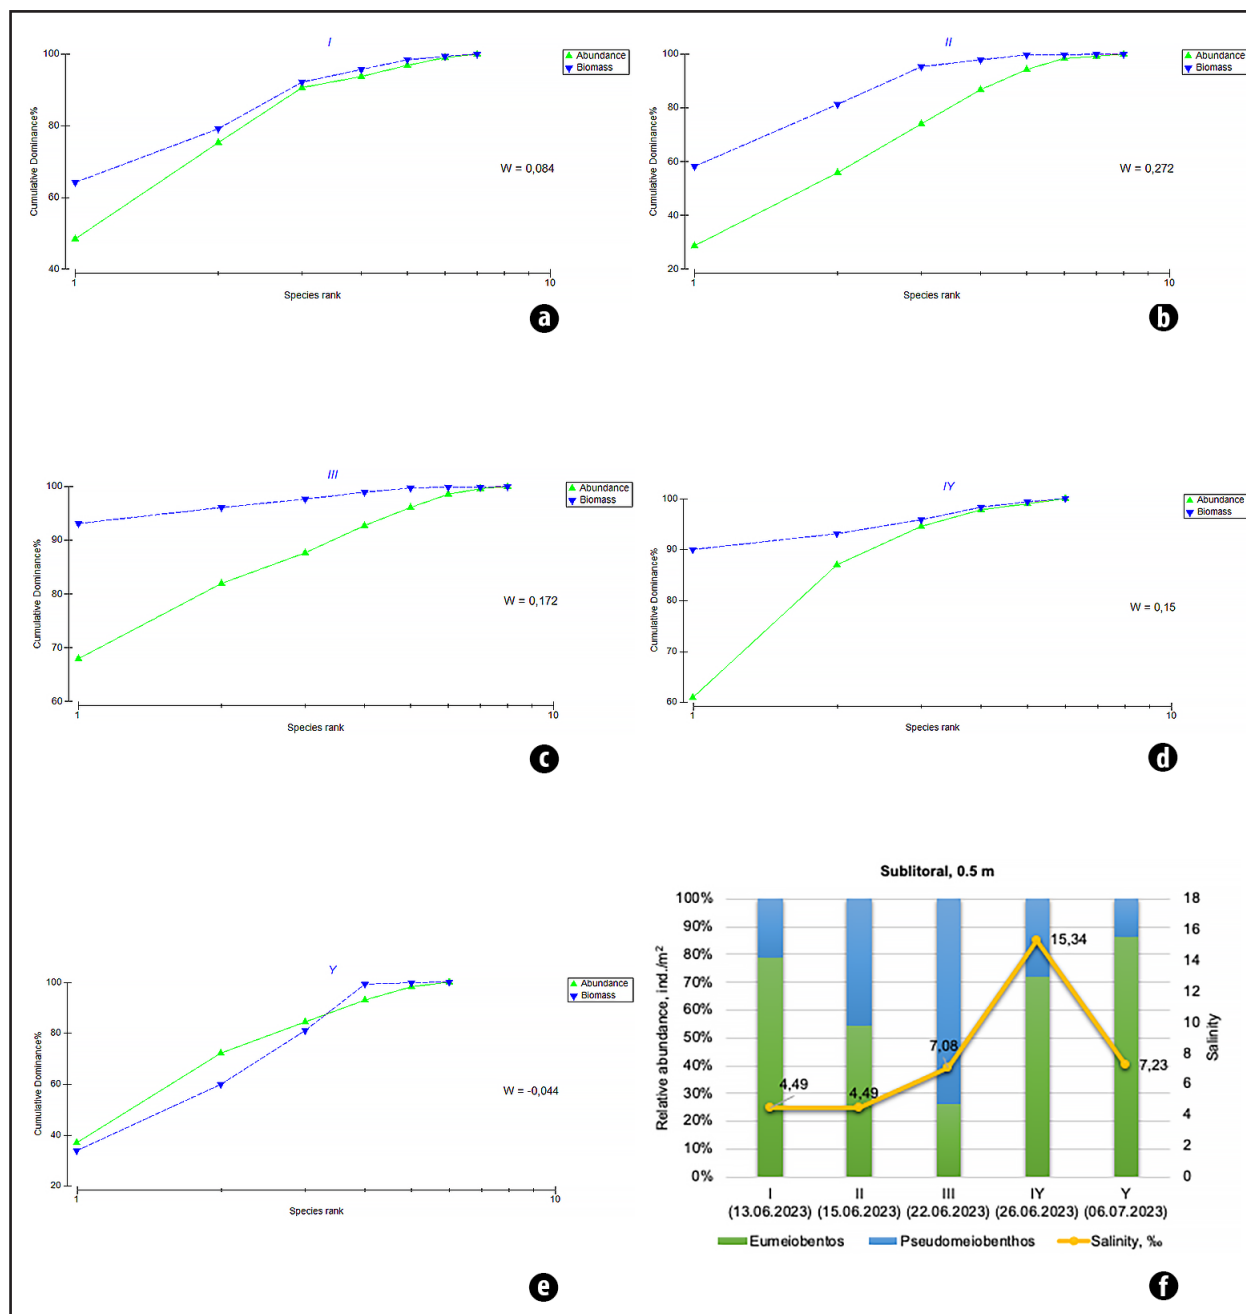 I
Abundance
Biomass
100
80
60
40
Cumulative Dominance%
W = 0,084
1
10
Species rank
a
II
Abundance
Biomass
100
80
60
40
20
Cumulative Dominance%
W = 0,272
1
10
Species rank
b
III
Abundance
Biomass
100
90
80
70
60
Cumulative Dominance%
W = 0,172
1
10
Species rank
c
IY
Abundance
Biomass
100
90
80
70
60
Cumulative Dominance%
W = 0,15
1
10
Species rank
d
Y
Abundance
Biomass
100
80
60
40
20
Cumulative Dominance%
W = -0,044
1
10
Species rank
e
Sublitoral, 0.5 m
100%
90%
80%
70%
60%
50%
40%
30%
20%
10%
0%
Relative abundance, ind./m²
18
16
14
12
10
8
6
4
2
0
Salinity
4,49
4,49
7,08
15,34
7,23
I II III IY Y
(13.06.2023) (15.06.2023) (22.06.2023) (26.06.2023) (06.07.2023)
Eumeiobentos Pseudomeiobenthos Salinity, ‰
f